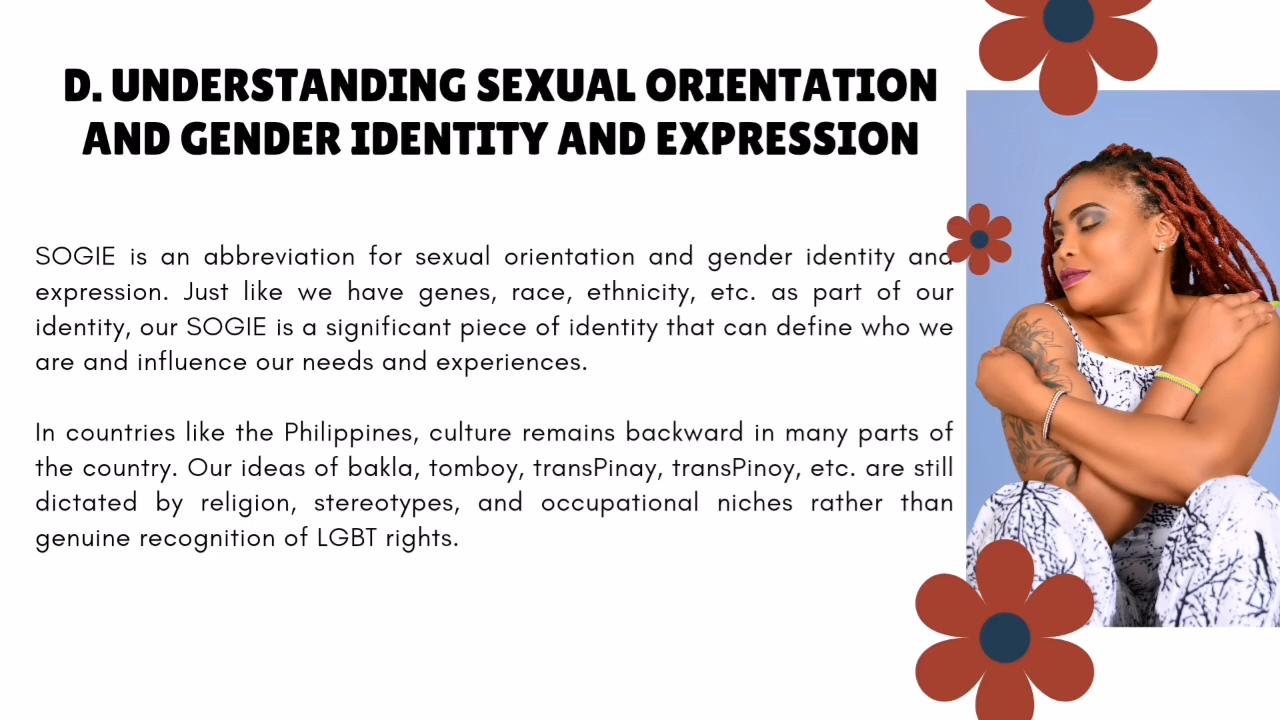 D. UNDERSTANDING SEXUAL ORIENTATION
AND GENDER IDENTITY AND EXPRESSION
SOGIE is an abbreviation for sexual orientation and gender identity and
expression. Just like we have genes, race, ethnicity, etc. as part of our
identity, our SOGIE is a significant piece of identity that can define who we
are and influence our needs and experiences.
In countries like the Philippines, culture remains backward in many parts of
the country. Our ideas of bakla, tomboy, transPinay, transPinoy, etc. are still
dictated by religion, stereotypes, and occupational niches rather than
genuine recognition of LGBT rights.